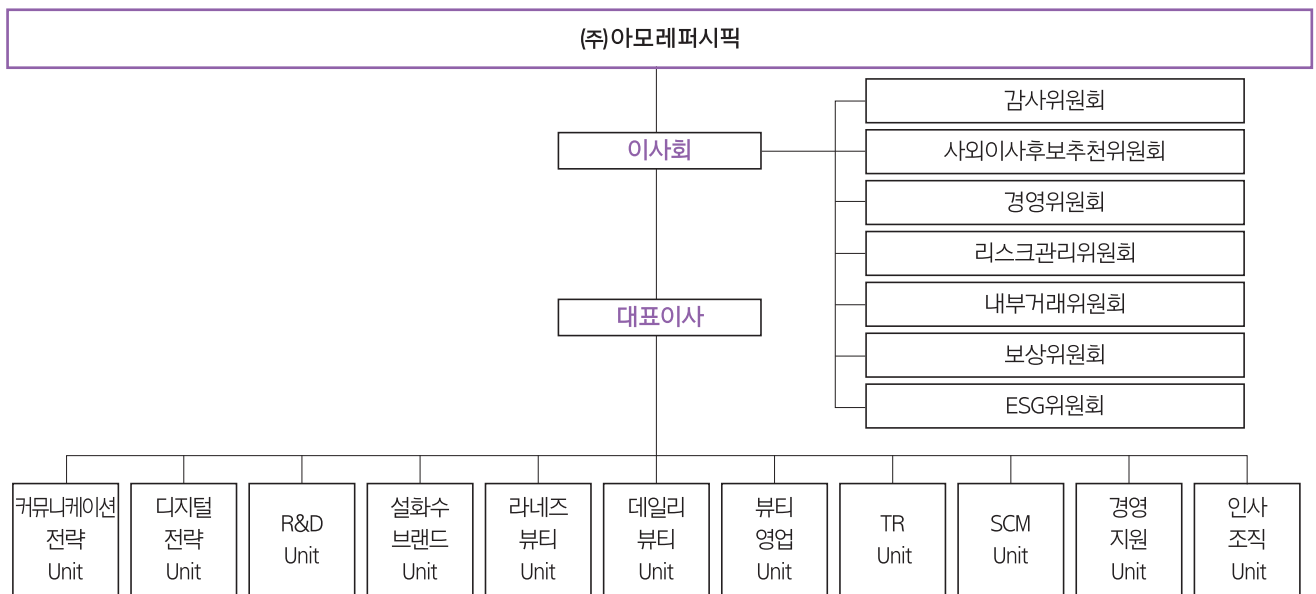 (주)아모레퍼시픽
이사회
감사위원회
사외이사후보추천위원회
경영위원회
리스크관리위원회
내부거래위원회
보상위원회
ESG위원회
대표이사
커뮤니케이션
전략
Unit
디지털
전략
Unit
R&D
Unit
설화수
브랜드
Unit
라네즈
뷰티
Unit
데일리
뷰티
Unit
뷰티
영업
Unit
TR
Unit
SCM
Unit
경영
지원
Unit
인사
조직
Unit